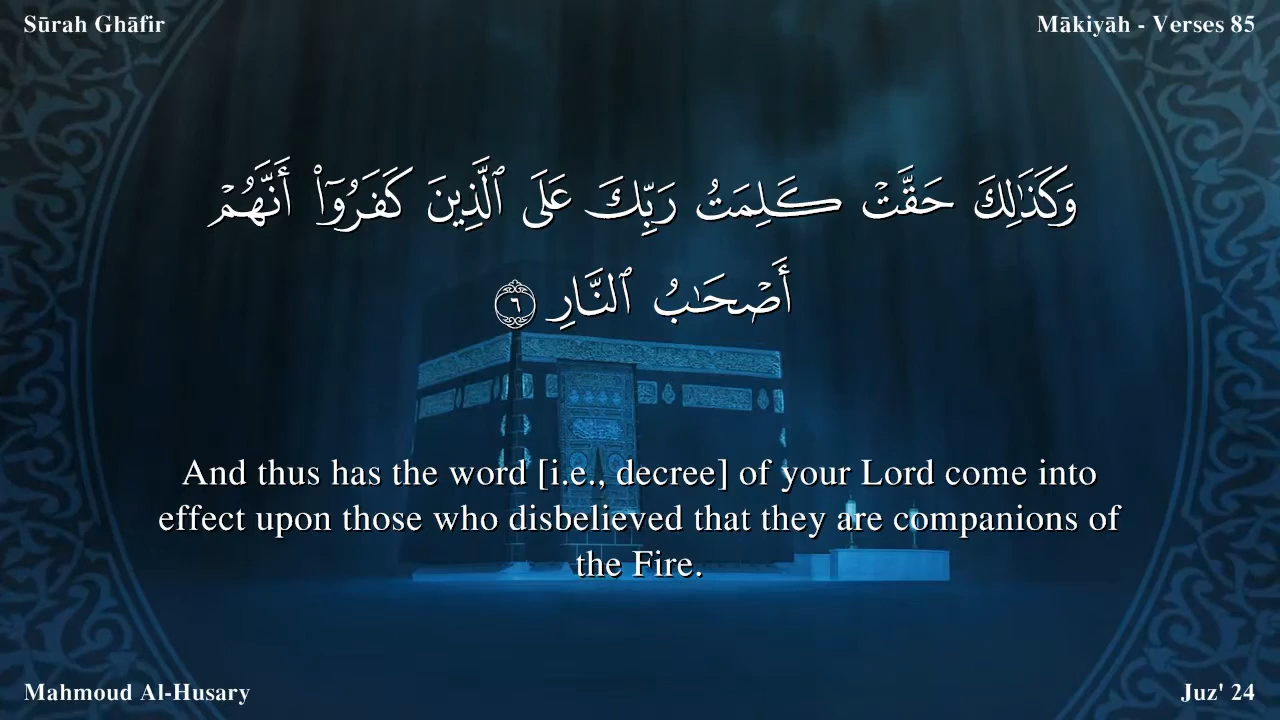 Sūrah Ghāfir
Mākiyāh - Verses 85
وَكَذَٰلِكَ حَقَّتْ كَلِمَتُ رَبِّكَ عَلَى ٱلَّذِينَ كَفَرُوٓا۟ أَنَّهُمْ
أَصْحَـٰبُ ٱلنَّارِ ٦
And thus has the word [i.e., decree] of your Lord come into
effect upon those who disbelieved that they are companions of
the Fire.
Mahmoud Al-Husary
Juz' 24